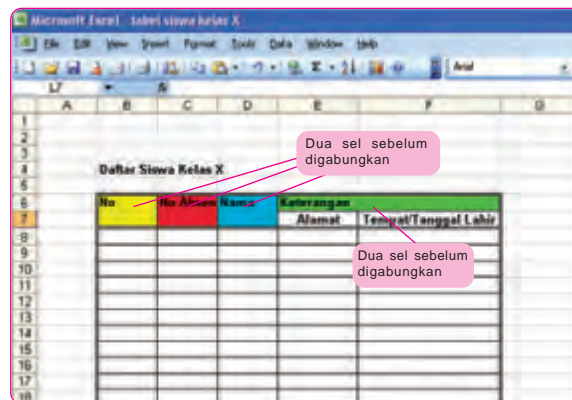 Microsoft Excel - tabel siswa kelas X
File Edit View Insert Format Tools Data Window Help
Arial
L7 fx
A B C D E F G
1
2
3
4 Daftar Siswa Kelas X
5
Dua sel sebelum
digabungkan
6 No No Absen Nama Keterangan
7 Alamat Tempat/Tanggal Lahir
8
9
Dua sel sebelum
digabungkan
10
11
12
13
14
15
16
17
18